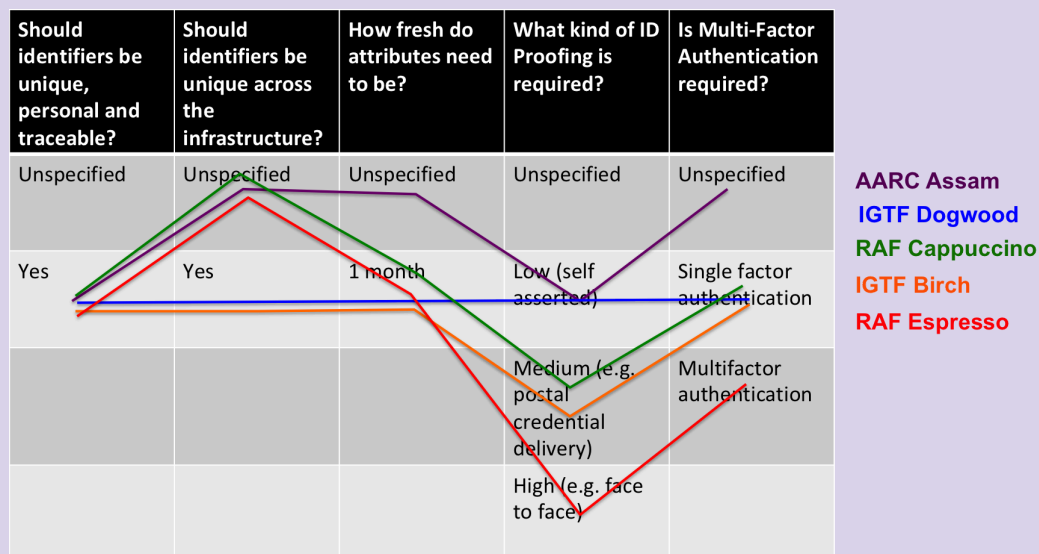 Should
identifiers be
unique,
personal and
traceable?
Should
identifiers be
unique across
the
infrastructure?
How fresh do
attributes need
to be?
What kind of ID
Proofing is
required?
Is Multi-Factor
Authentication
required?
Unspecified
Unspecified
Unspecified
Unspecified
Unspecified
Yes
Yes
1 month
Low (self
asserted)
Single factor
authentication
Medium (e.g.
postal
credential
delivery)
Multifactor
authentication
High (e.g. face
to face)
AARC Assam
IGTF Dogwood
RAF Cappuccino
IGTF Birch
RAF Espresso